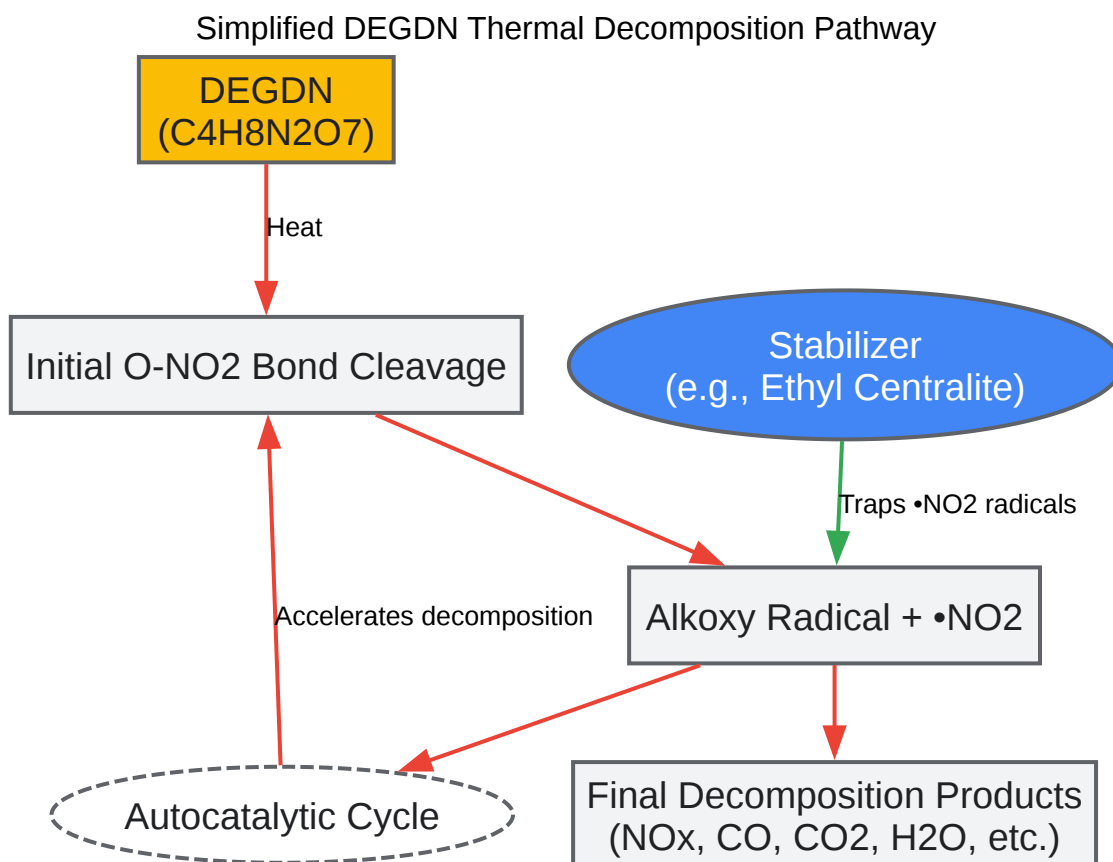 Simplified DEGDN Thermal Decomposition Pathway
DEGDN
(C4H8N2O7)
Heat
Initial O-NO2 Bond Cleavage
Stabilizer
(e.g., Ethyl Centralite)
Traps •NO2 radicals
Accelerates decomposition
Alkoxy Radical + •NO2
Autocatalytic Cycle
Final Decomposition Products
(NOx, CO, CO2, H2O, etc.)